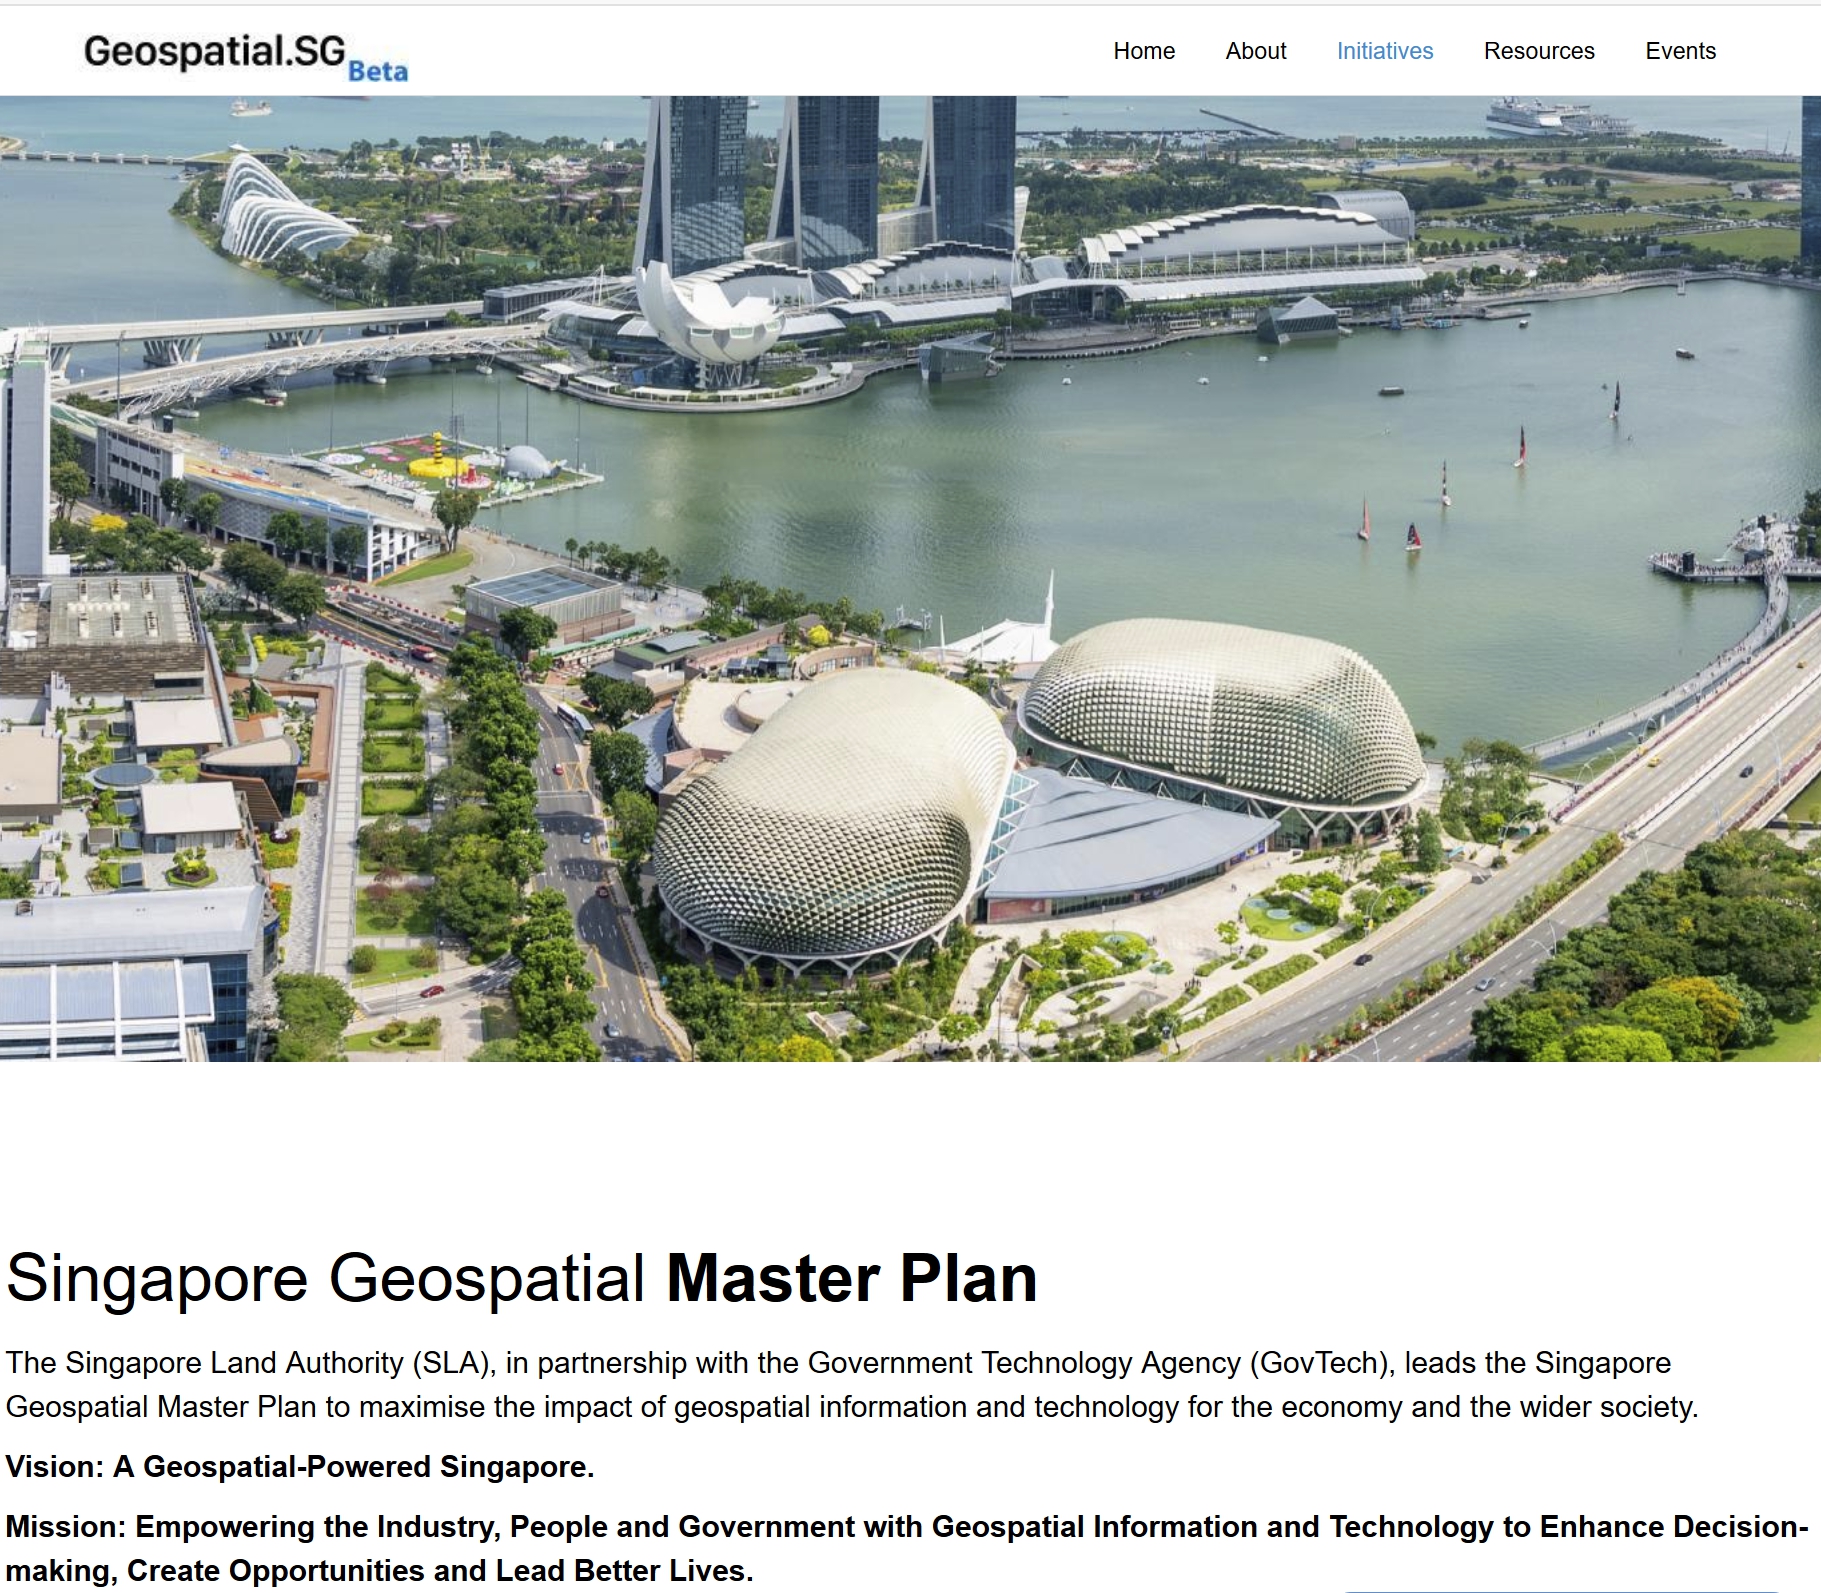 Geospatial.SG Beta
Home About Initiatives Resources Events
Singapore Geospatial Master Plan
The Singapore Land Authority (SLA), in partnership with the Government Technology Agency (GovTech), leads the Singapore
Geospatial Master Plan to maximise the impact of geospatial information and technology for the economy and the wider society.
Vision: A Geospatial-Powered Singapore.
Mission: Empowering the Industry, People and Government with Geospatial Information and Technology to Enhance Decision-
making, Create Opportunities and Lead Better Lives.